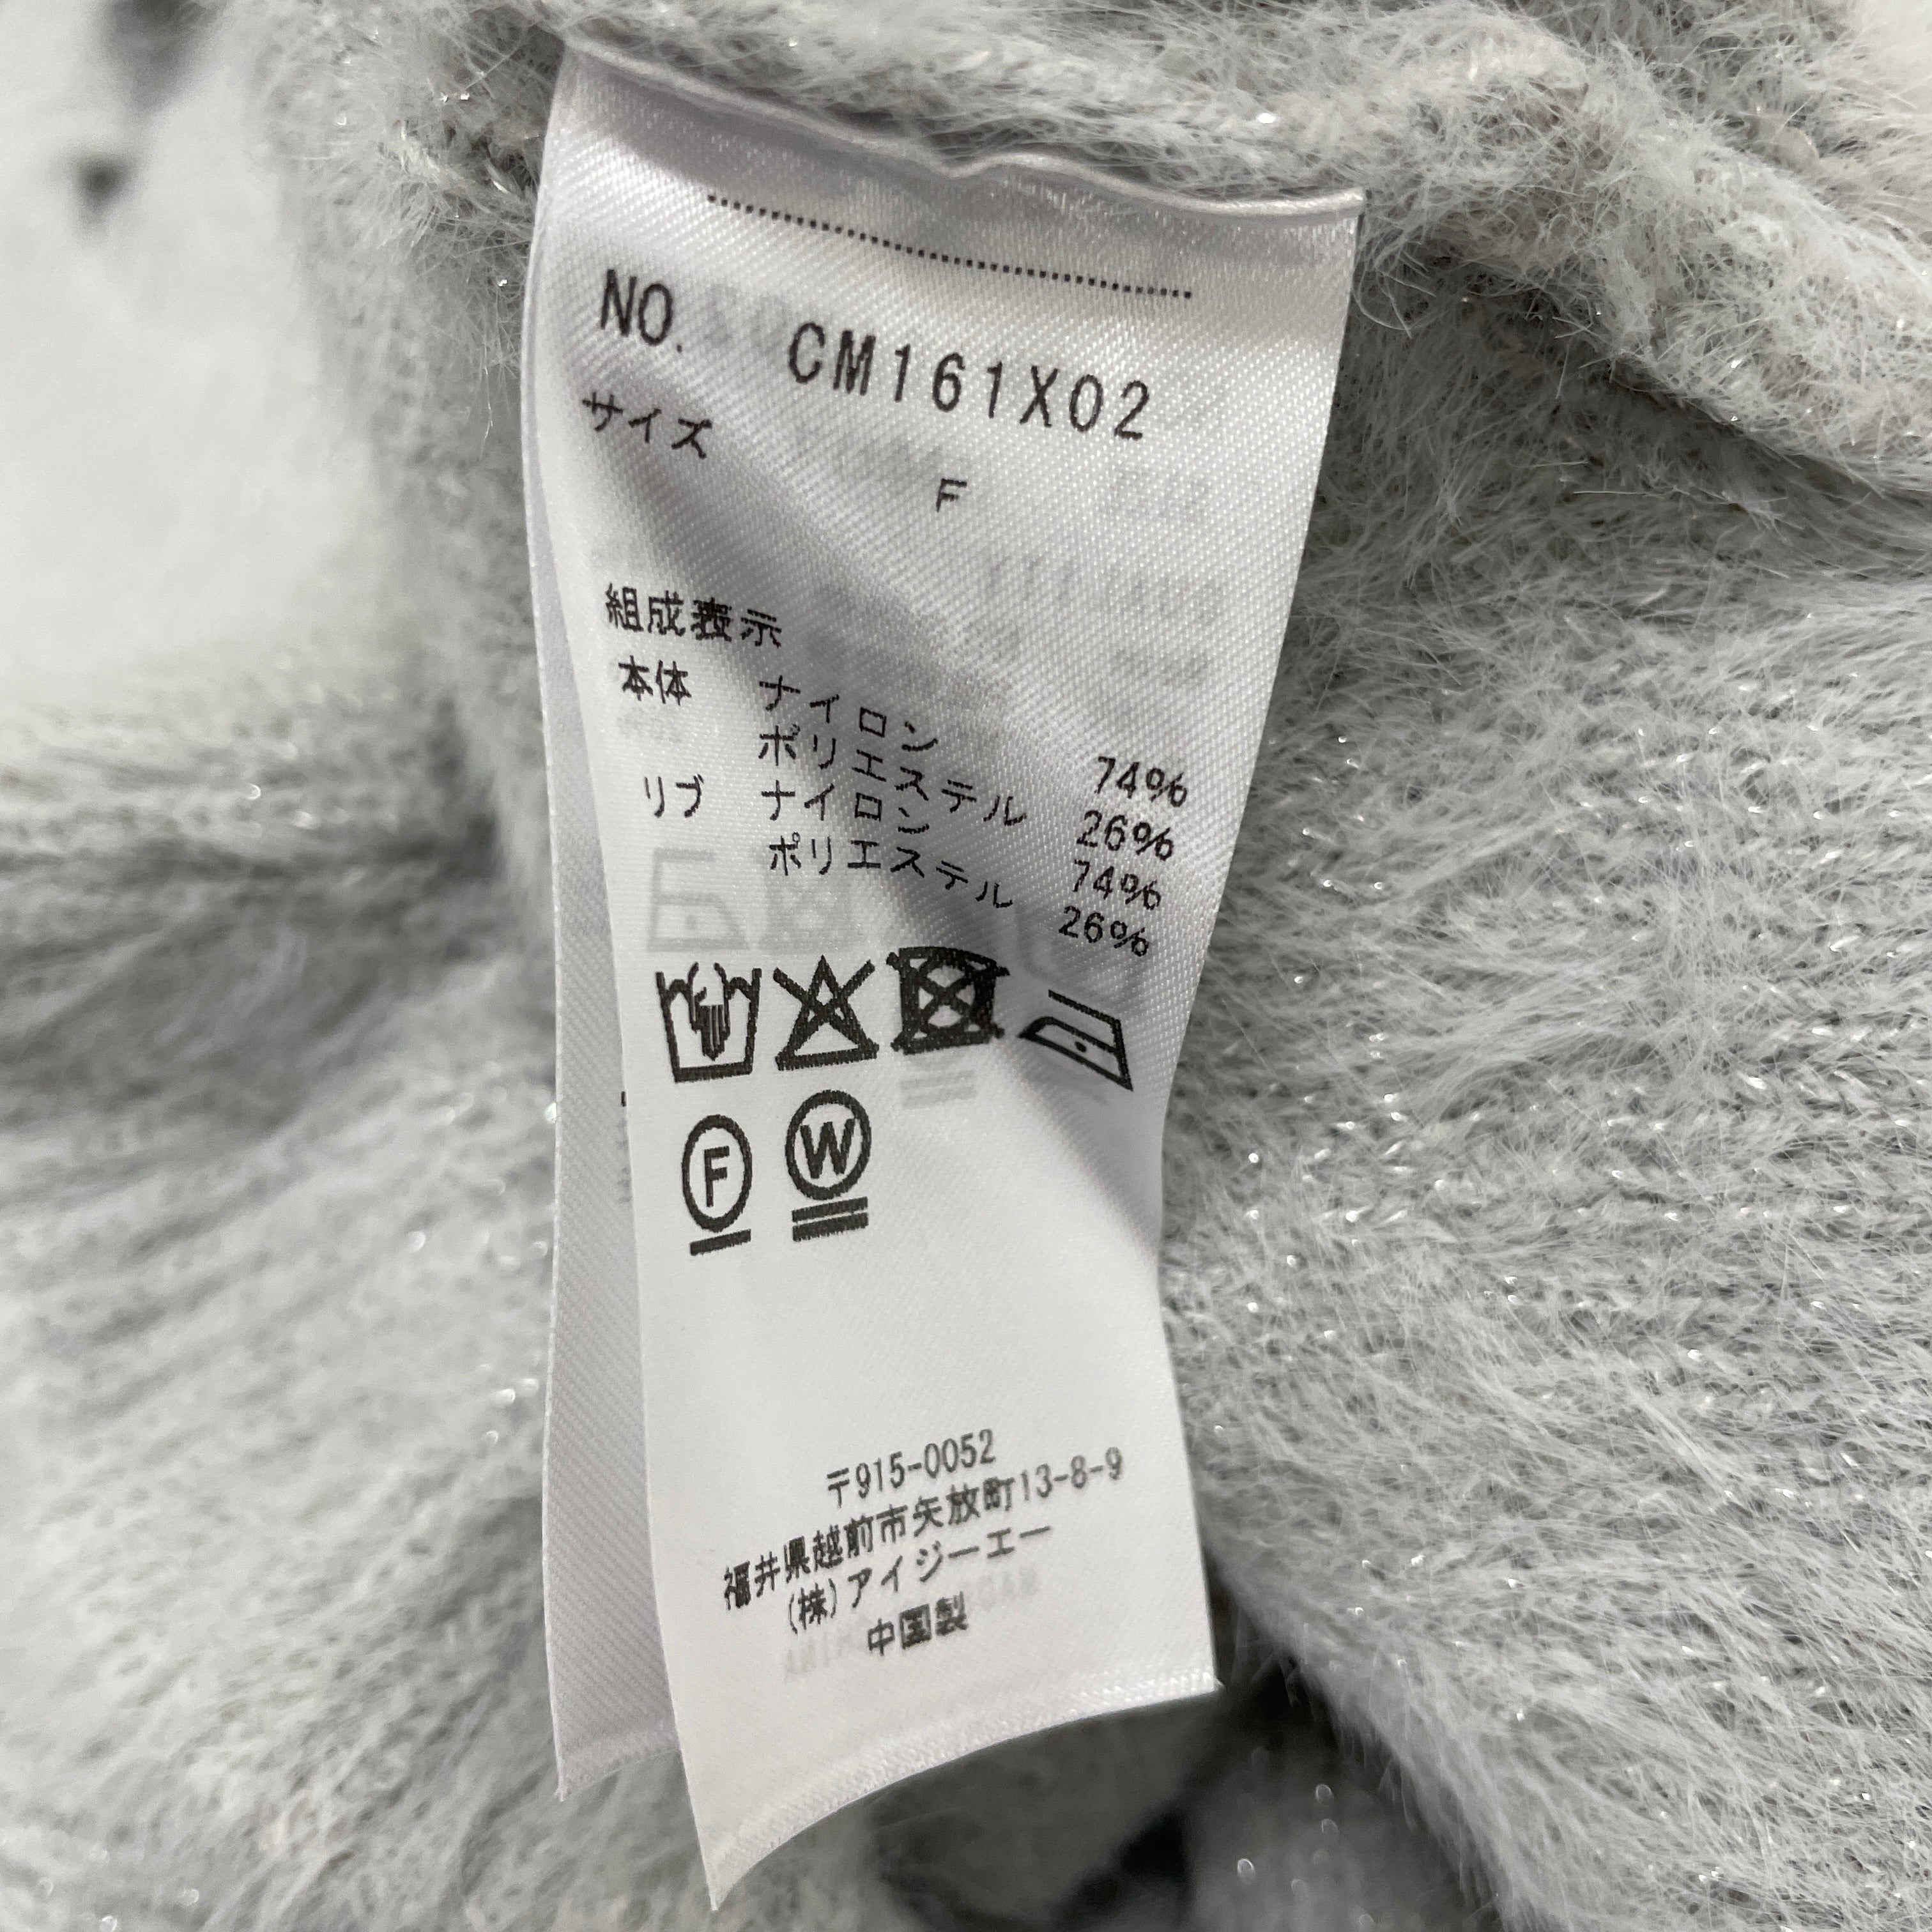 NO. CM161X02
サイズ
F
組成表示
本体 ナイロン 74%
ポリエステル 26%
リブ ナイロン 74%
ポリエステル 26%
F W
〒915-0052
福井県越前市矢放町13-8-9
(株)アイジーエー
中国製